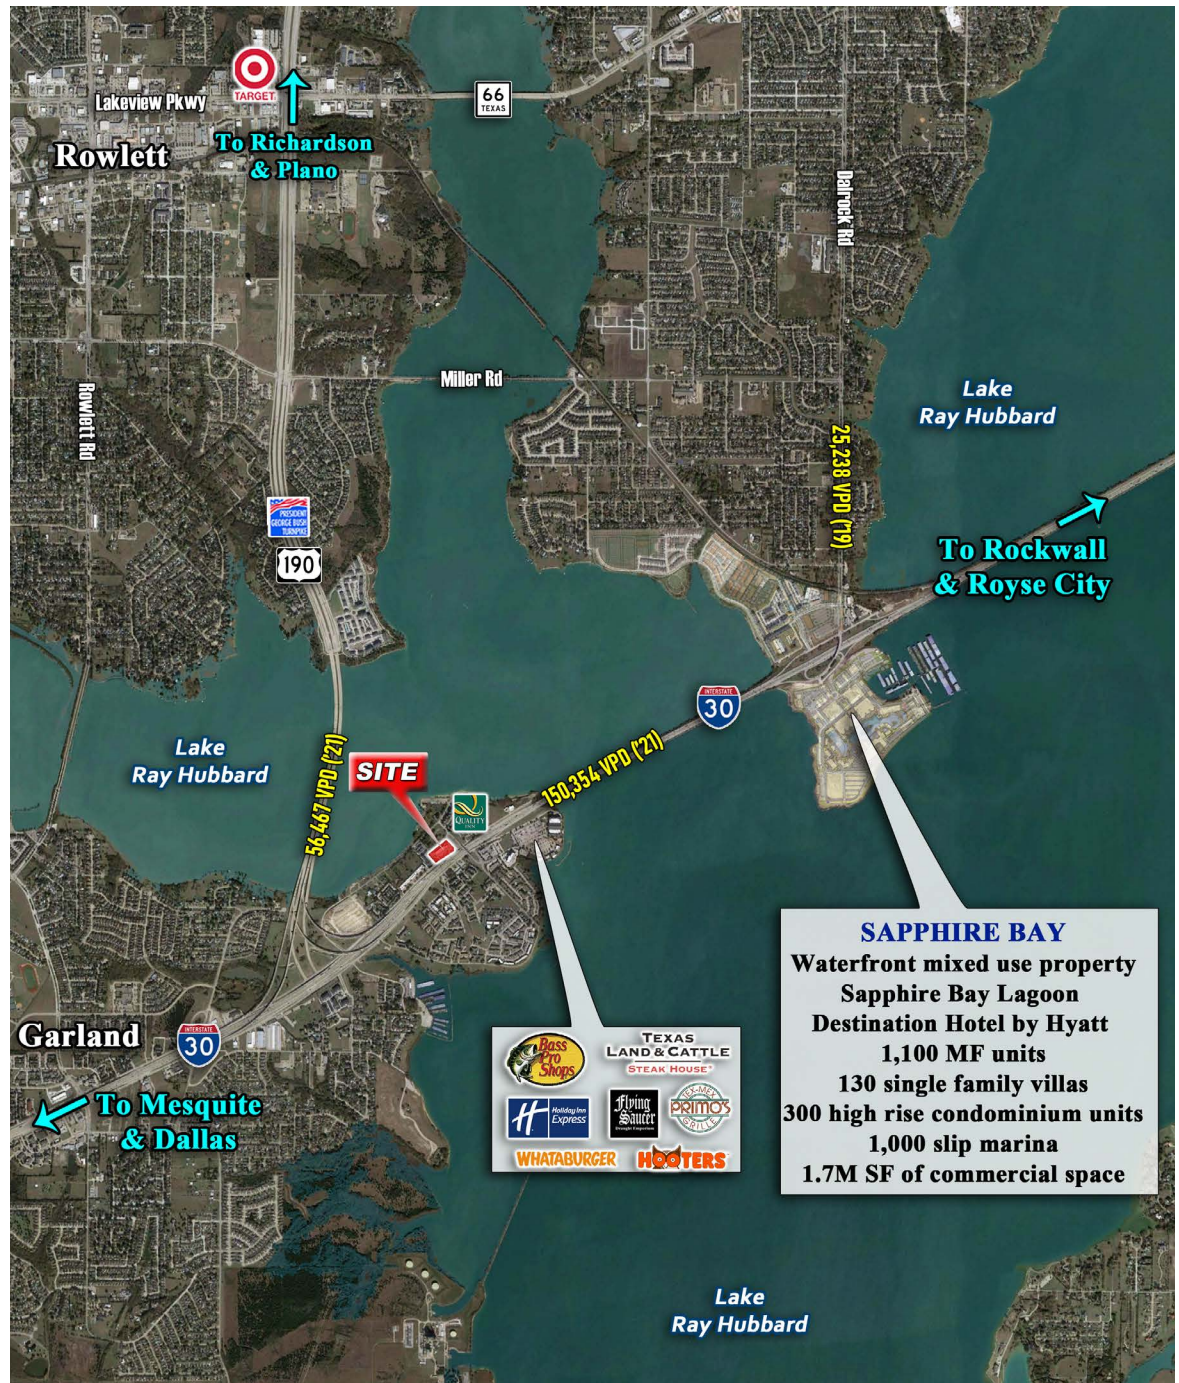 TARGET
Lakeview Pkwy
66
TEXAS
Rowlett
To Richardson
& Plano
Dalrock Rd
Miller Rd
Rowlett Rd
Lake
Ray Hubbard
25,238 VPD ('19)
PRESIDENT
GEORGE BUSH
TURNPIKE
190
To Rockwall
& Royse City
INTERSTATE
30
Lake
Ray Hubbard
56,467 VPD ('21)
SITE
150,354 VPD ('21)
QUALITY
INN
SAPPHIRE BAY
Waterfront mixed use property
Sapphire Bay Lagoon
Destination Hotel by Hyatt
1,100 MF units
130 single family villas
300 high rise condominium units
1,000 slip marina
1.7M SF of commercial space
Garland
INTERSTATE
30
To Mesquite
& Dallas
Bass
Pro
Shops
TEXAS
LAND & CATTLE
STEAK HOUSE
H
Holiday Inn
Express
Flying
Saucer
Draught Emporium
TEX-MEX
PRIMO'S
GRILLE
WHATABURGER
HOOTERS
Lake
Ray Hubbard